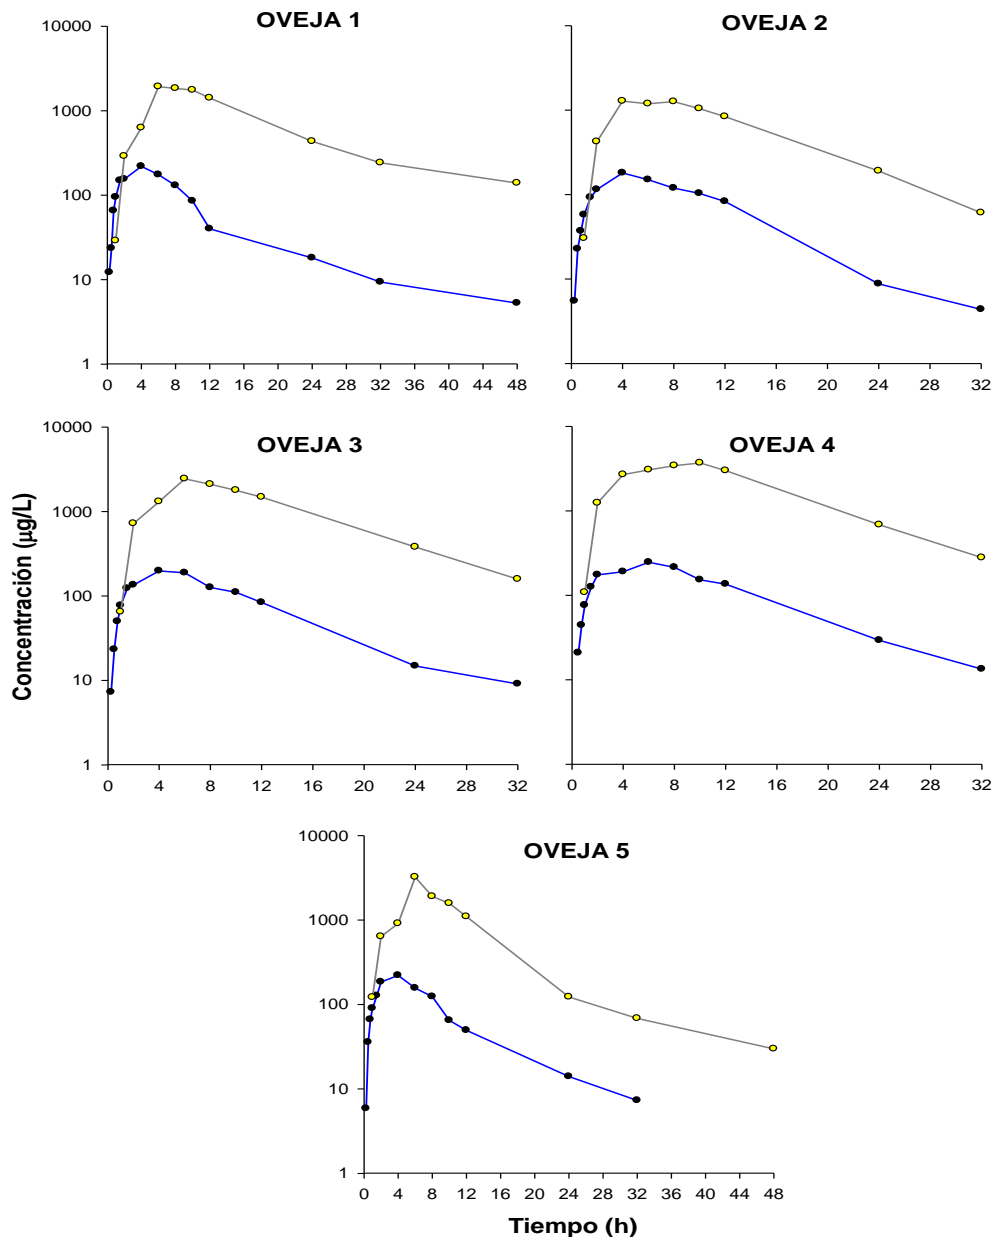 OVEJA 1
10000
1000
100
10
1
0 4 8 12 16 20 24 28 32 36 40 44 48
OVEJA 2
0 4 8 12 16 20 24 28 32
Concentración (µg/L)
OVEJA 3
10000
1000
100
10
1
0 4 8 12 16 20 24 28 32
OVEJA 4
0 4 8 12 16 20 24 28 32
OVEJA 5
10000
1000
100
10
1
0 4 8 12 16 20 24 28 32 36 40 44 48
Tiempo (h)